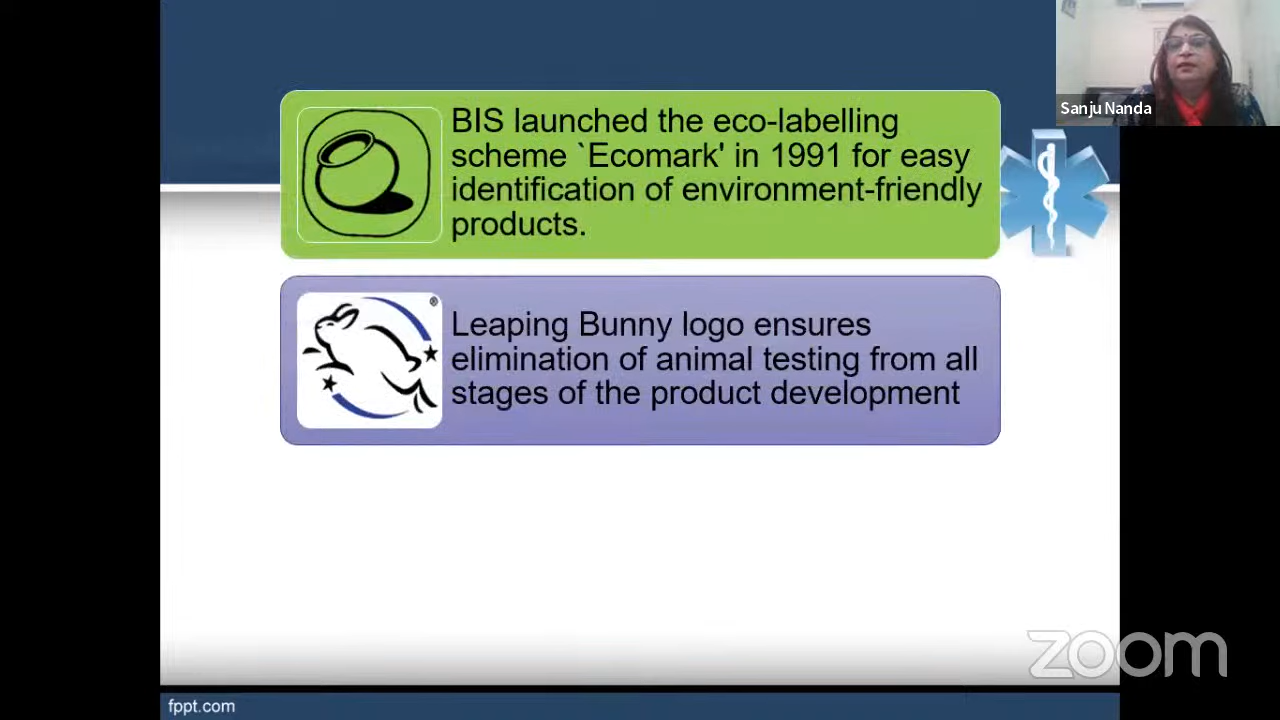 Sanju Nanda
BIS launched the eco-labelling
scheme `Ecomark' in 1991 for easy
identification of environment-friendly
products.
®
Leaping Bunny logo ensures
elimination of animal testing from all
stages of the product development
zoom
fppt.com